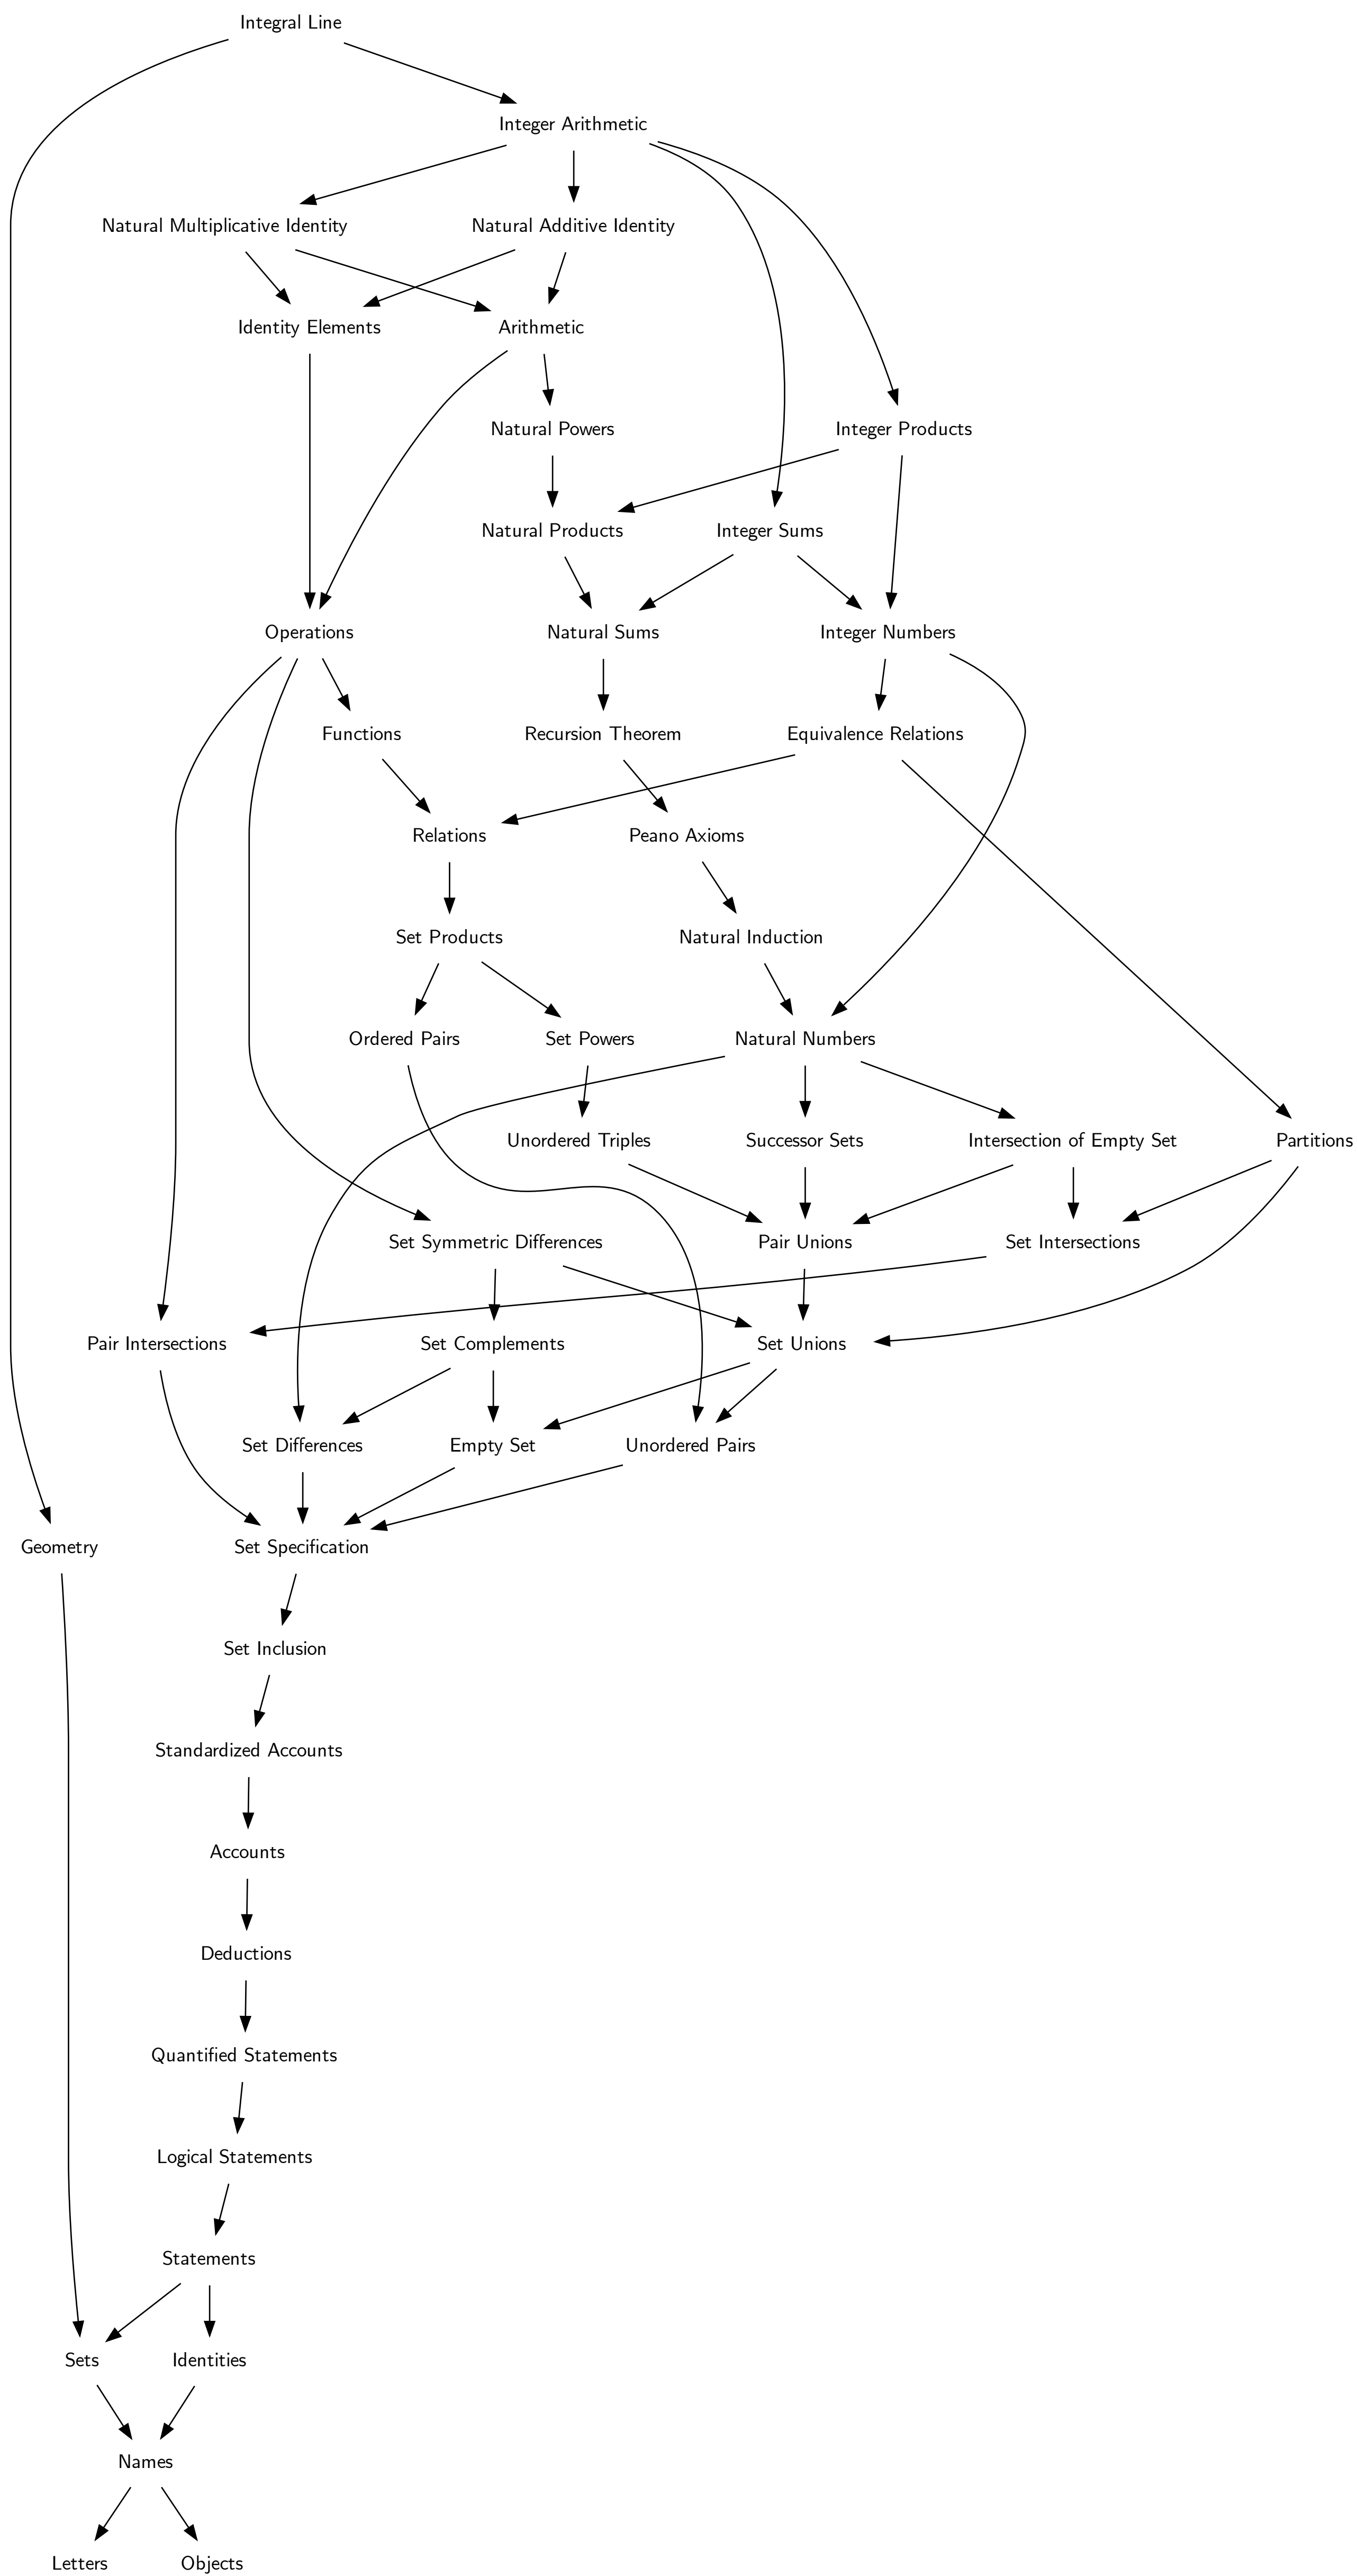 Integral Line
Integer Arithmetic
Natural Multiplicative Identity
Natural Additive Identity
Identity Elements
Arithmetic
Natural Powers
Integer Products
Natural Products
Integer Sums
Operations
Natural Sums
Integer Numbers
Functions
Recursion Theorem
Equivalence Relations
Relations
Peano Axioms
Set Products
Natural Induction
Ordered Pairs
Set Powers
Natural Numbers
Unordered Triples
Successor Sets
Intersection of Empty Set
Partitions
Set Symmetric Differences
Pair Unions
Set Intersections
Pair Intersections
Set Complements
Set Unions
Set Differences
Empty Set
Unordered Pairs
Geometry
Set Specification
Set Inclusion
Standardized Accounts
Accounts
Deductions
Quantified Statements
Logical Statements
Statements
Sets
Identities
Names
Letters
Objects